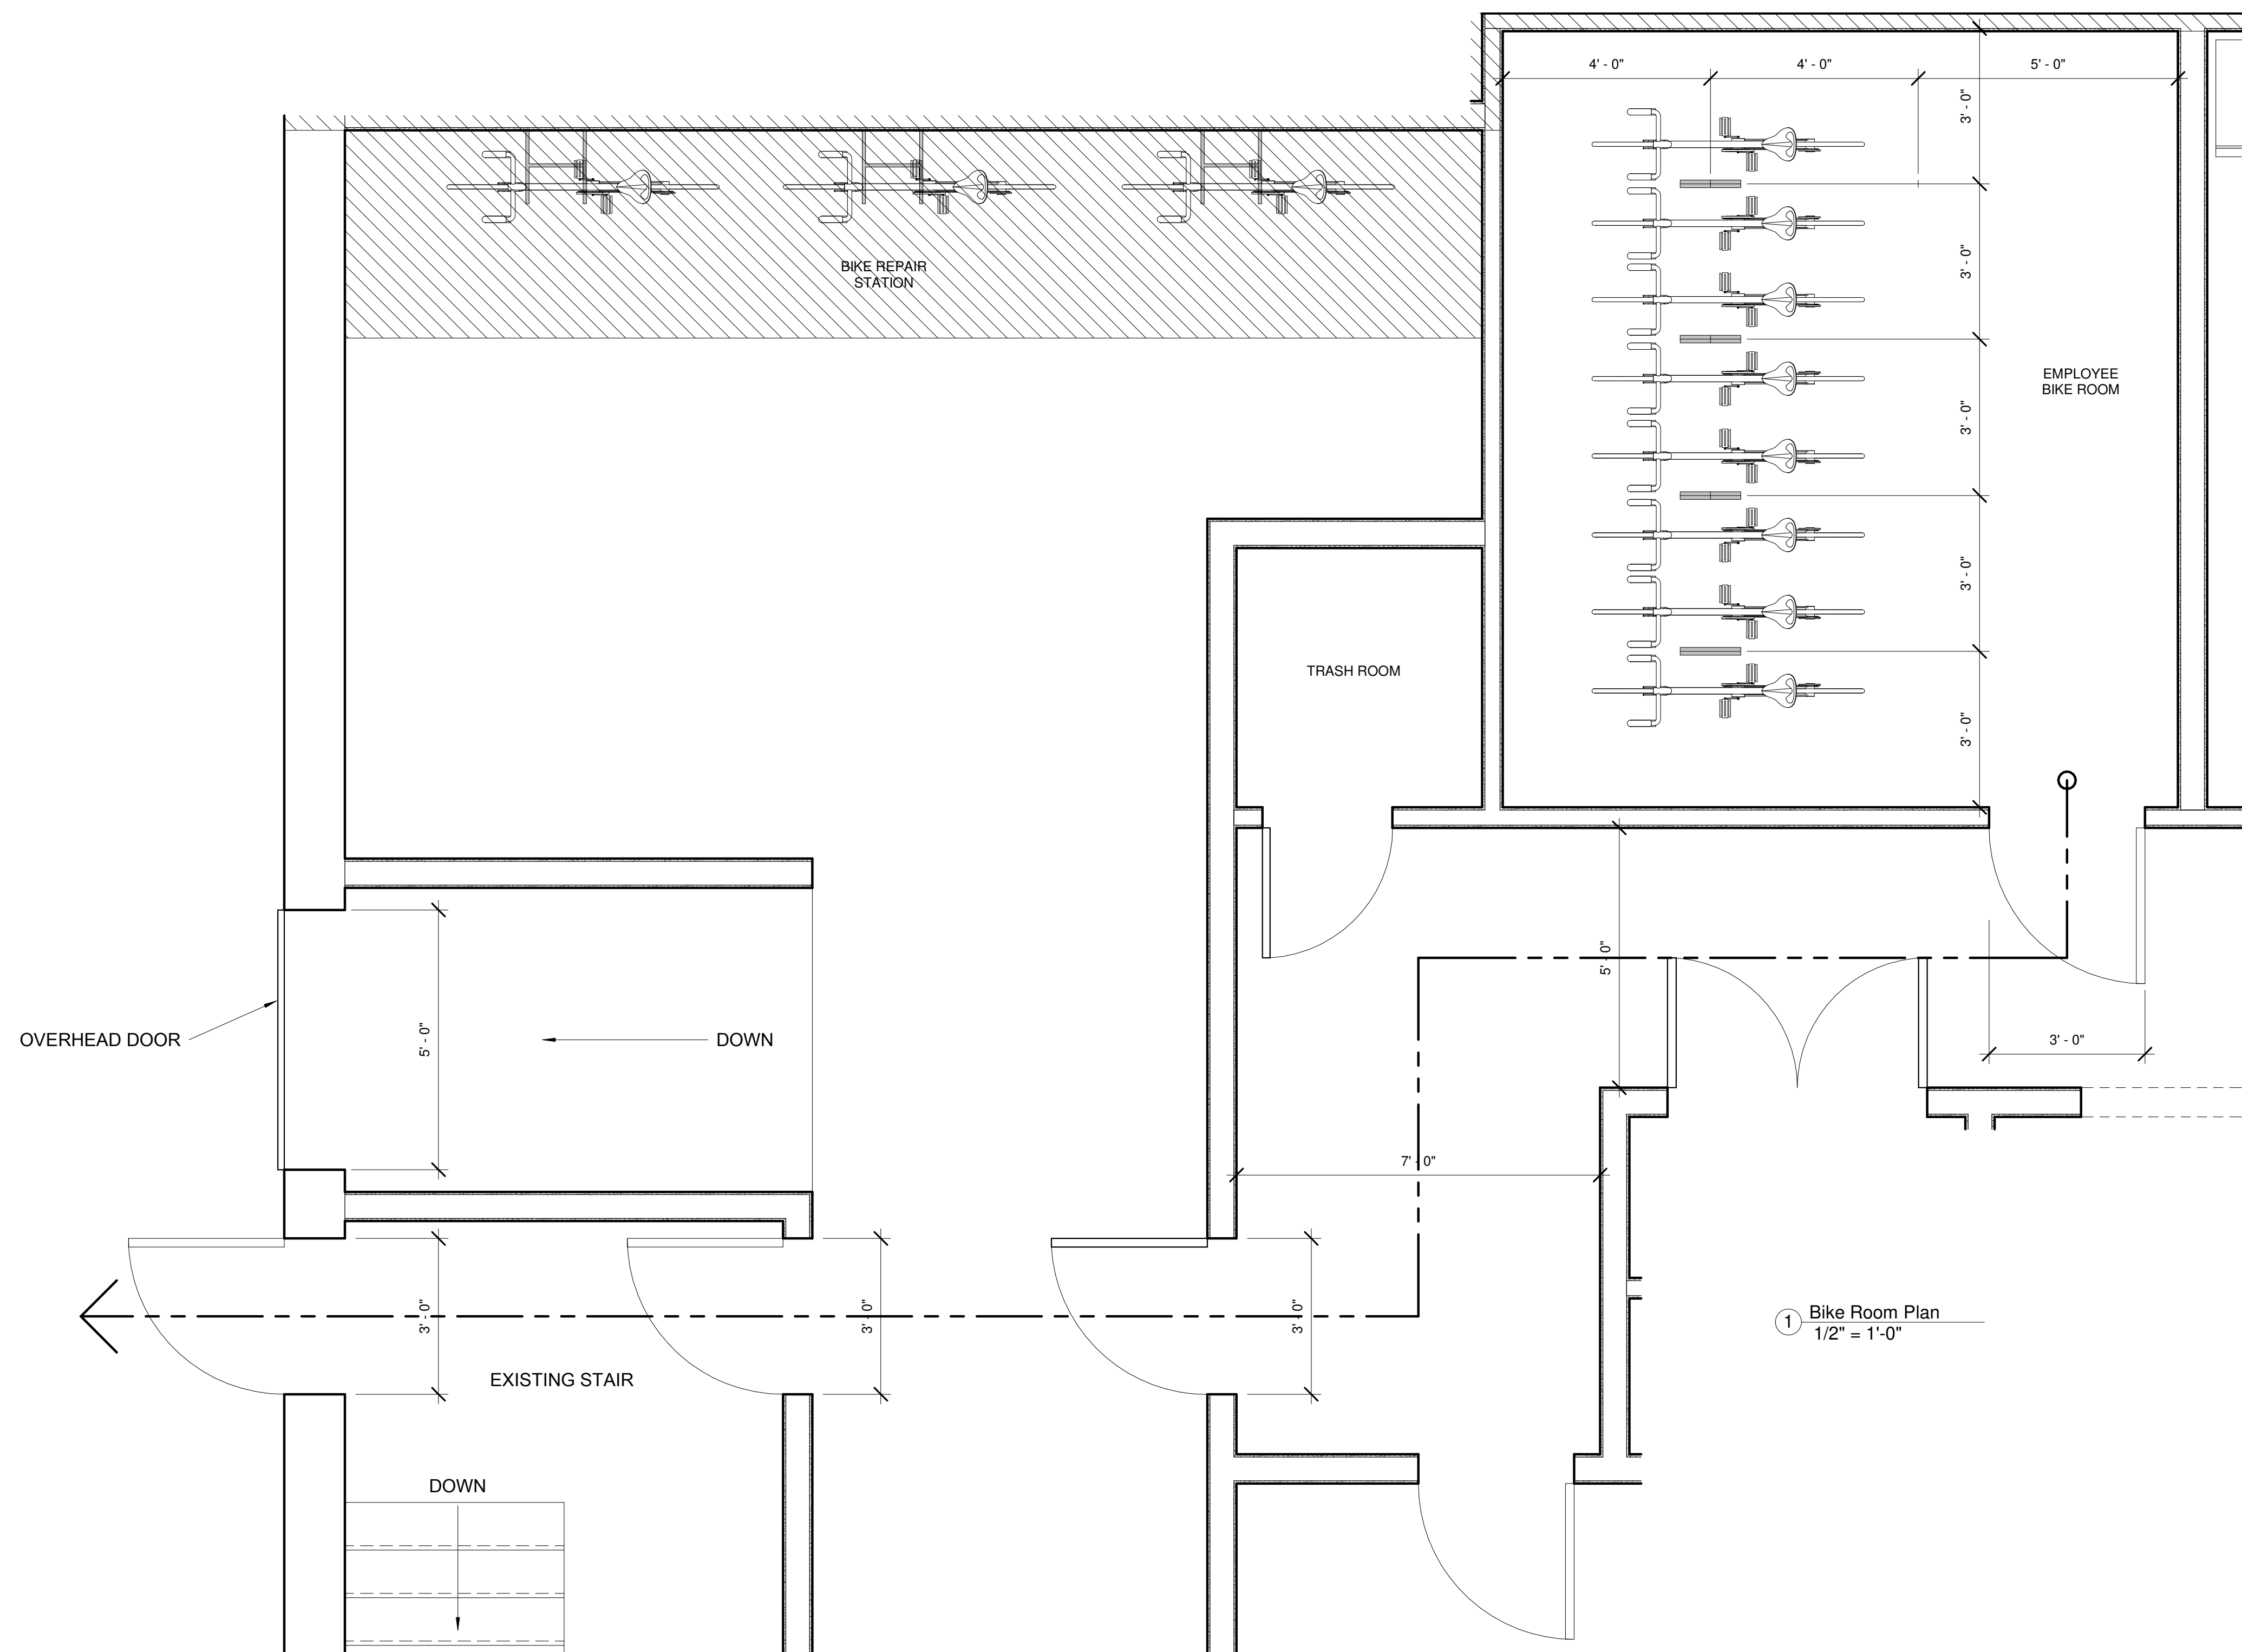 4' - 0"
4' - 0"
5' - 0"
3' - 0"
3' - 0"
3' - 0"
3' - 0"
3' - 0"
BIKE REPAIR
STATION
EMPLOYEE
BIKE ROOM
TRASH ROOM
OVERHEAD DOOR
5' - 0"
DOWN
5' - 0"
3' - 0"
7' - 0"
3' - 0"
3' - 0"
3' - 0"
1
Bike Room Plan
1/2" = 1'-0"
EXISTING STAIR
DOWN